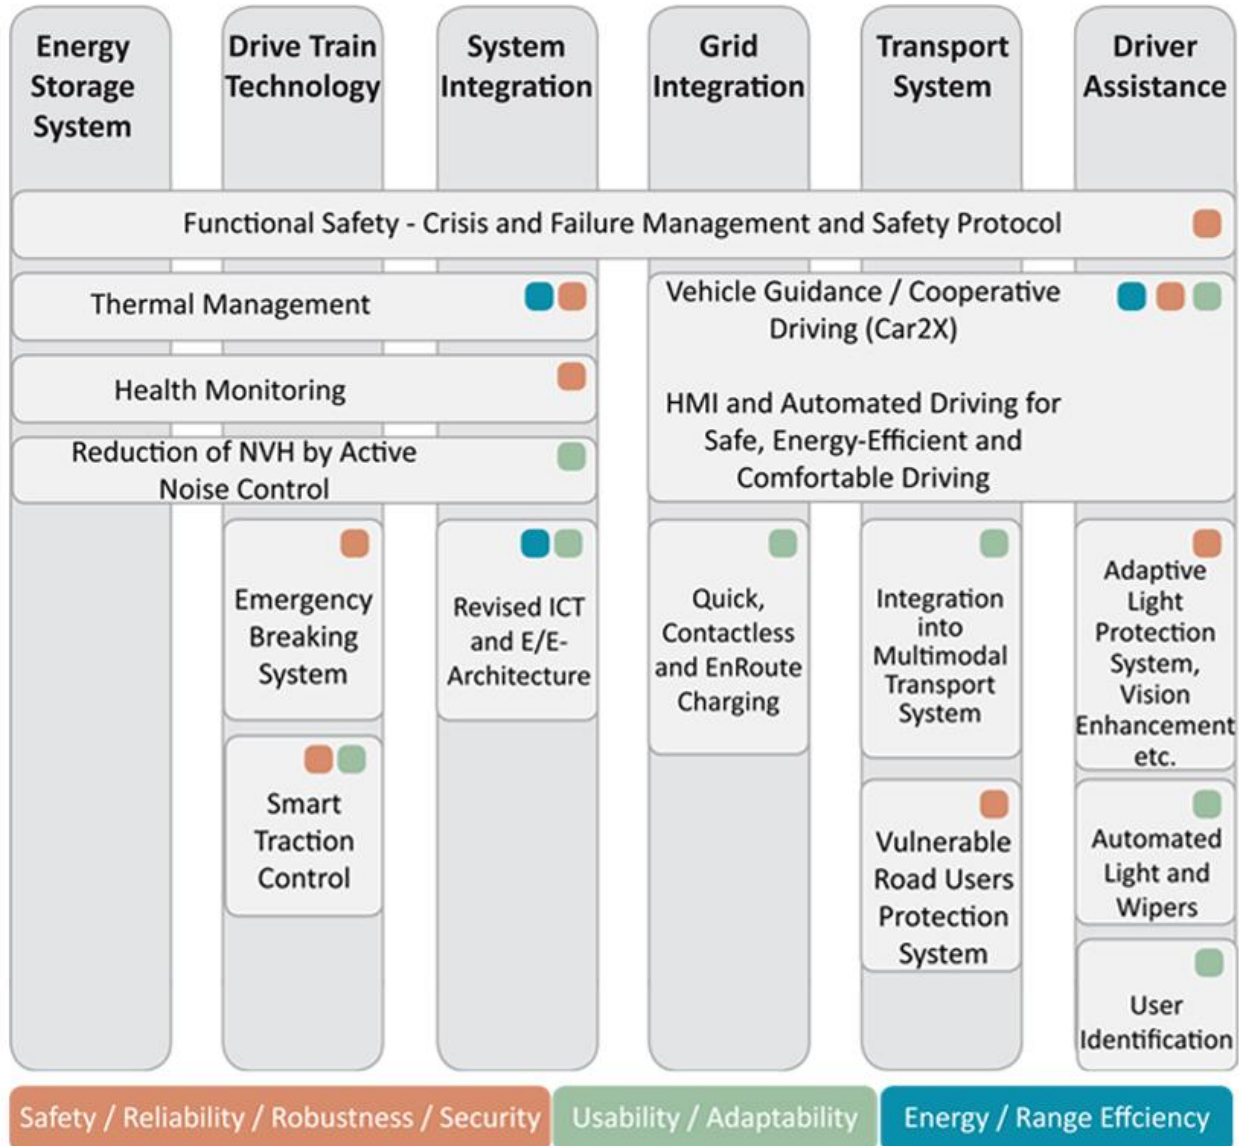 Energy
Storage
System
Drive Train
Technology
System
Integration
Grid
Integration
Transport
System
Driver
Assistance
Functional Safety - Crisis and Failure Management and Safety Protocol
Thermal Management
Health Monitoring
Reduction of NVH by Active
Noise Control
Vehicle Guidance / Cooperative
Driving (Car2X)
HMI and Automated Driving for
Safe, Energy-Efficient and
Comfortable Driving
Emergency
Breaking
System
Revised ICT
and E/E-
Architecture
Quick,
Contactless
and EnRoute
Charging
Integration
into
Multimodal
Transport
System
Adaptive
Light
Protection
System,
Vision
Enhancement
etc.
Smart
Traction
Control
Vulnerable
Road Users
Protection
System
Automated
Light and
Wipers
User
Identification
Safety / Reliability / Robustness / Security
Usability / Adaptability
Energy / Range Effciency